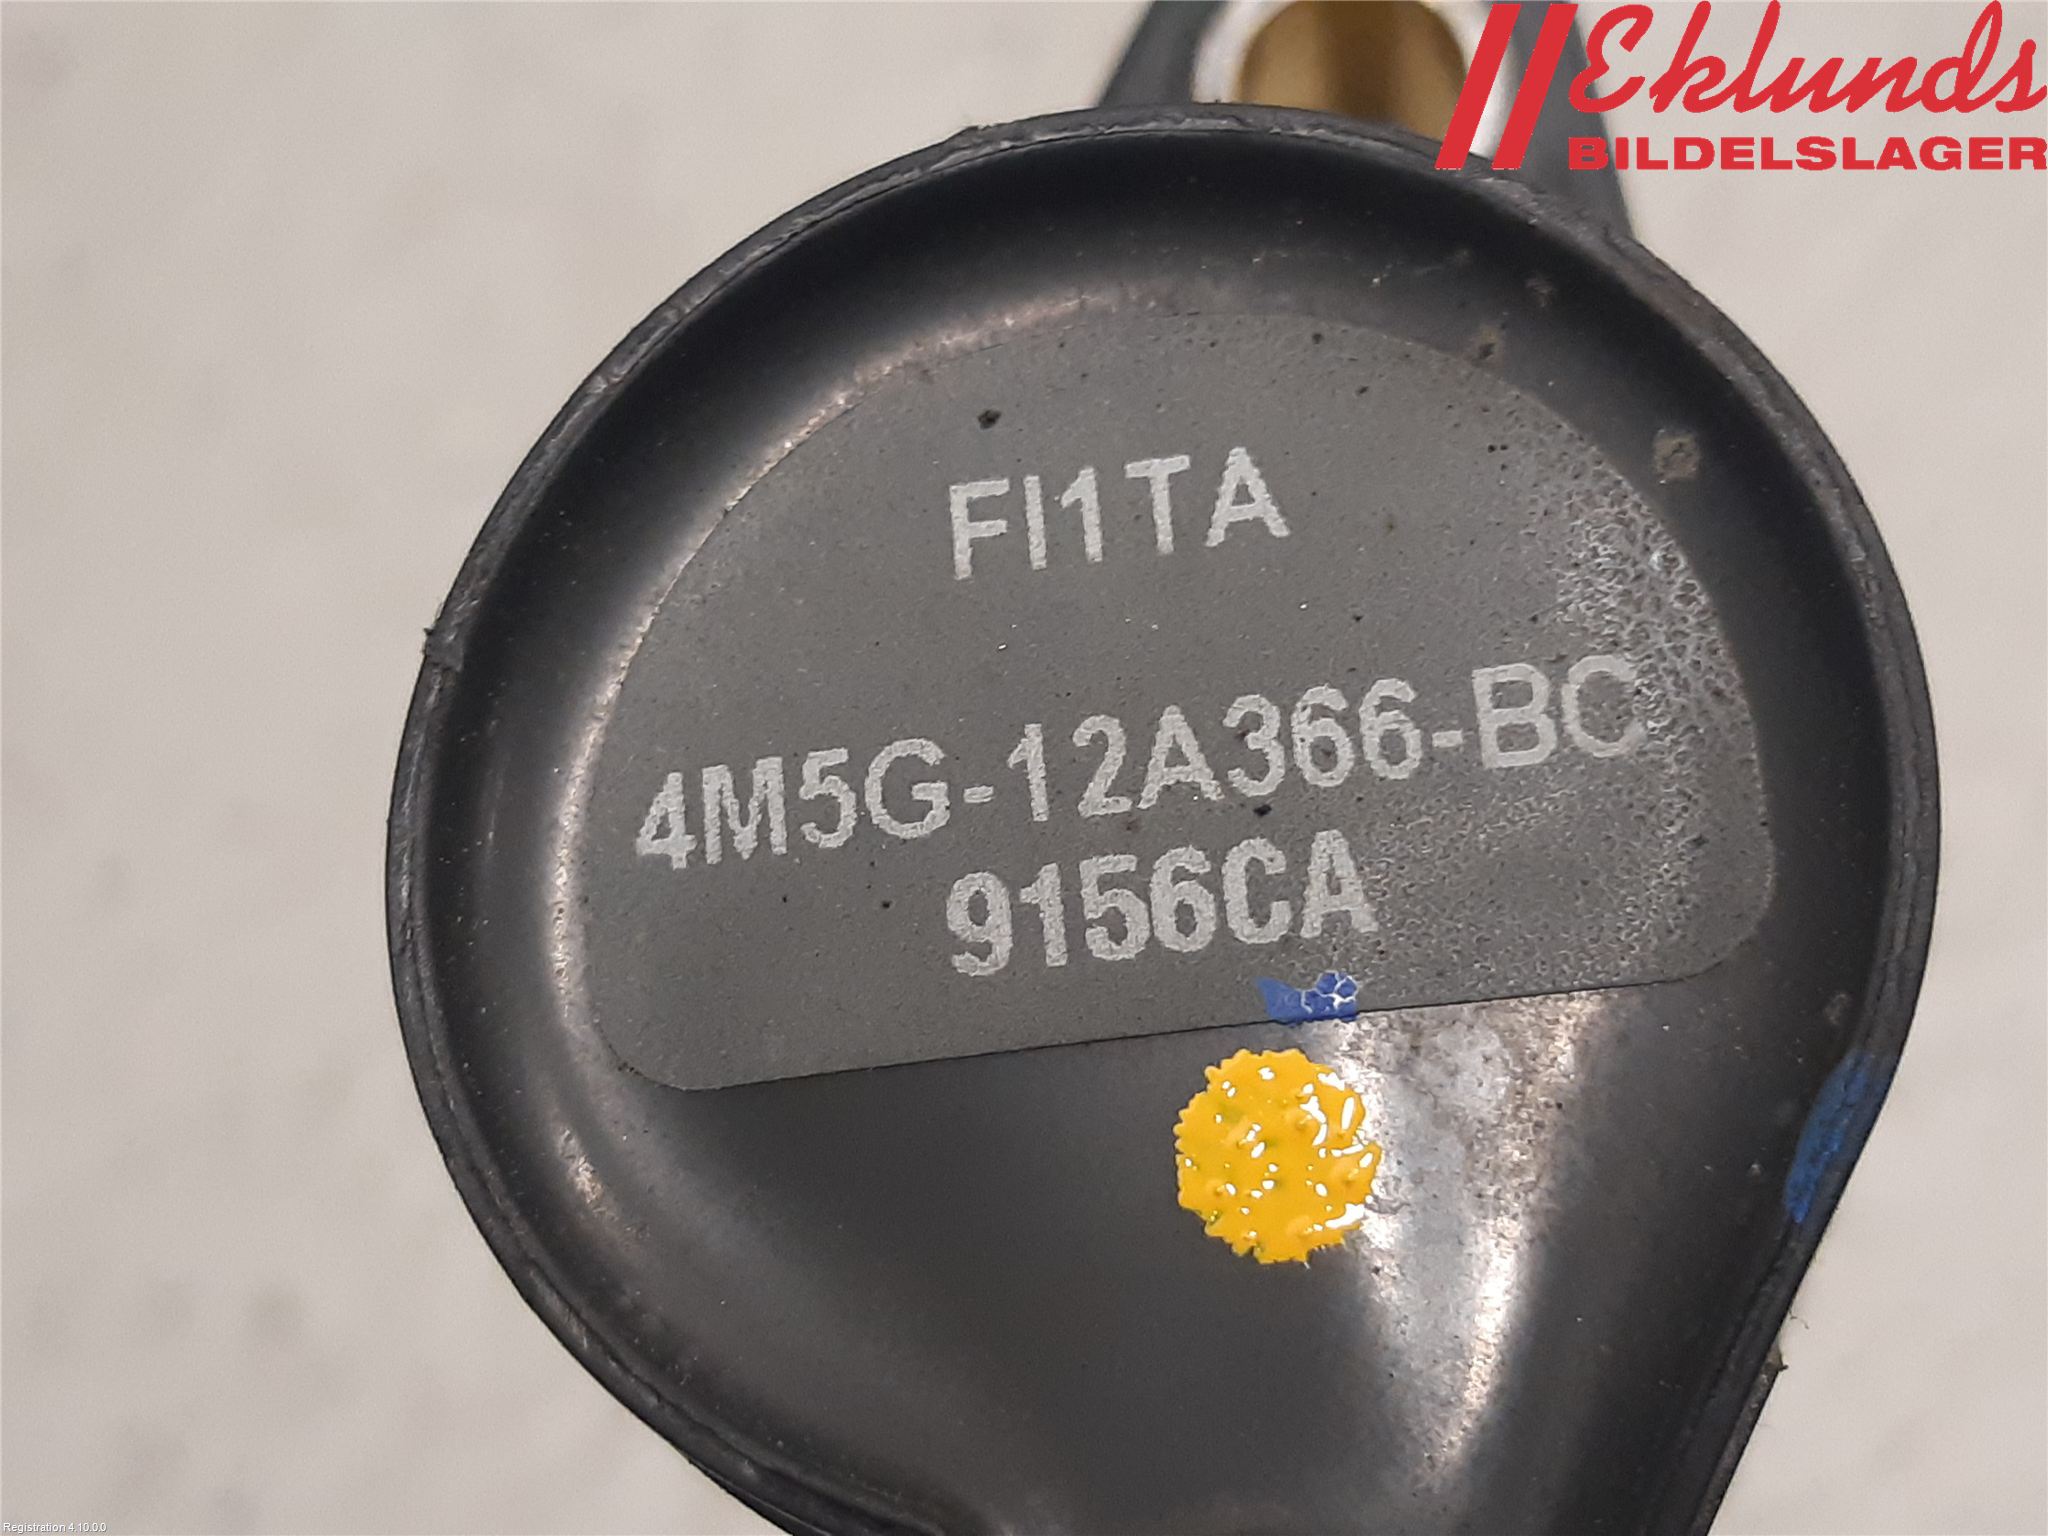 Eklunds
BILDELSLAGER
FI1TA
4M5G-12A366-BC
9156CA
Registration 4.10.0.0